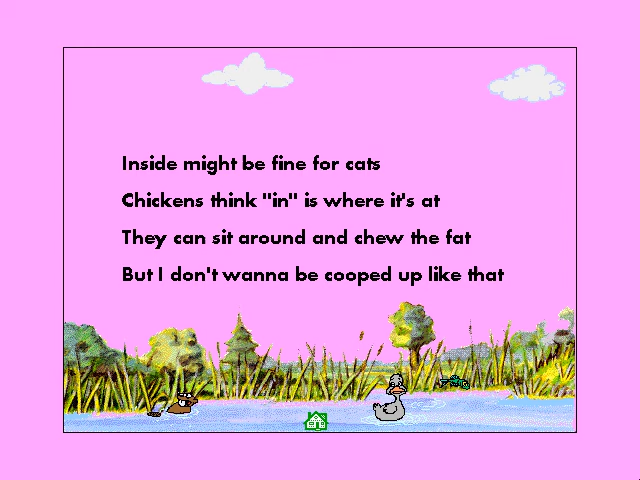 Inside might be fine for cats
Chickens think "in" is where it's at
They can sit around and chew the fat
But I don't wanna be cooped up like that